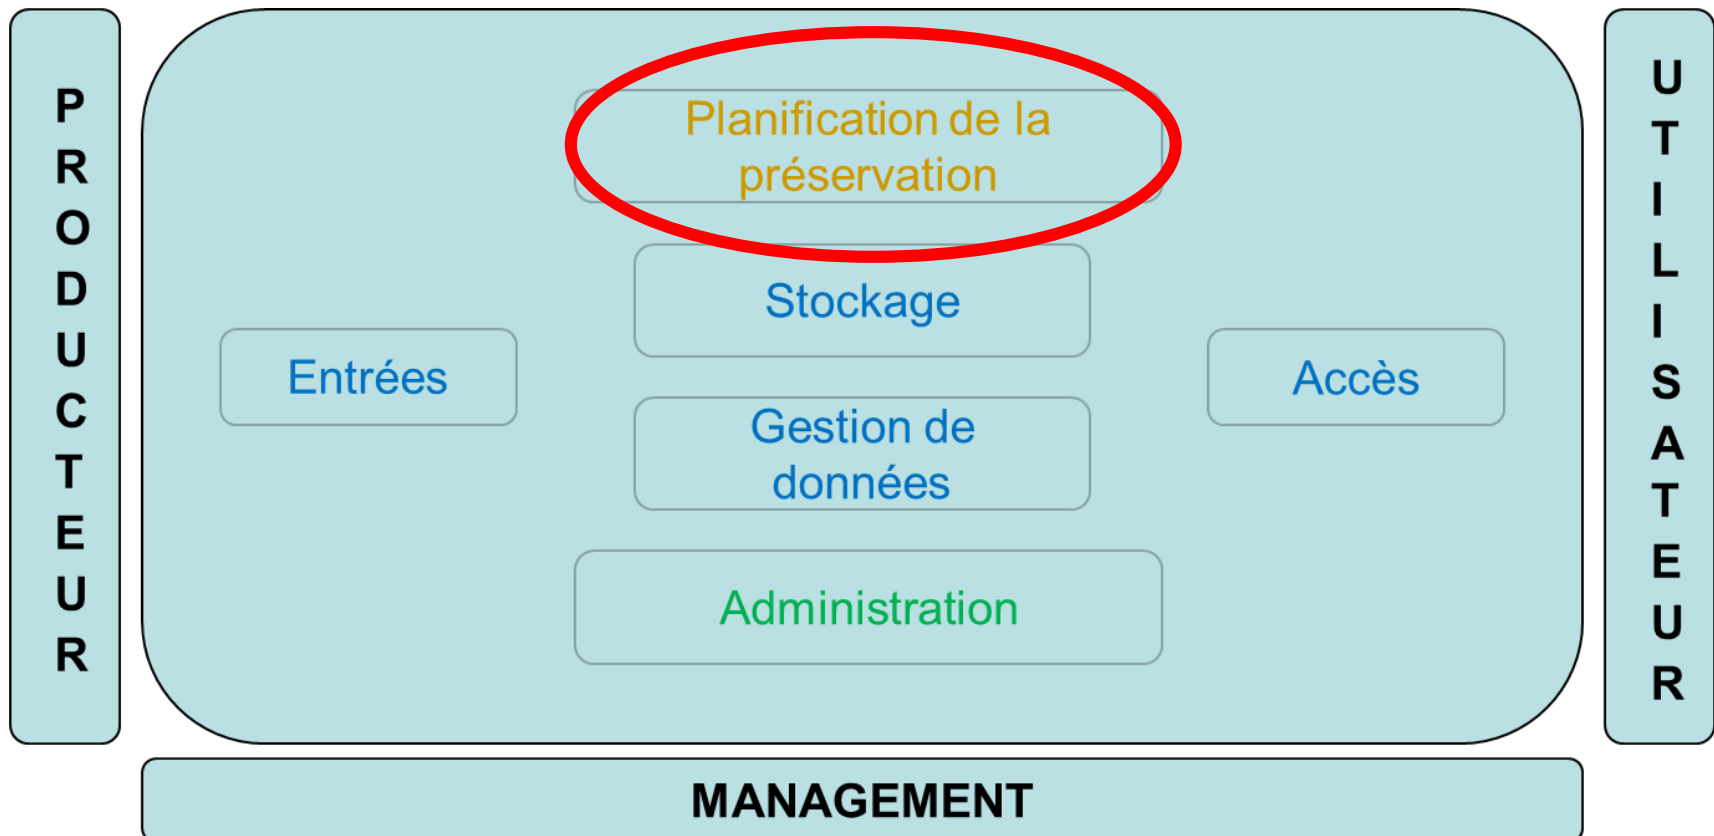 PRODUCTEUR
Planification de la
préservation
Stockage
Entrées
Accès
Gestion de
données
Administration
UTILISATEUR
MANAGEMENT